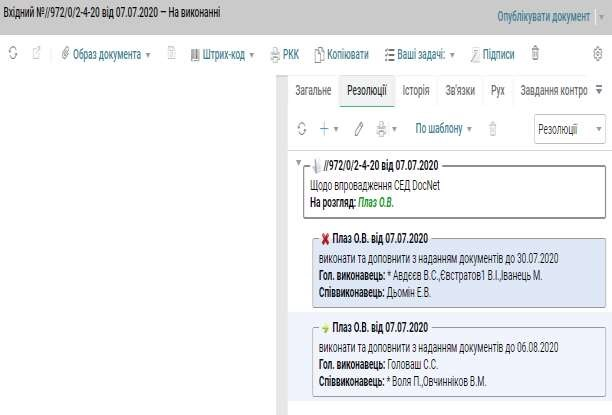 Вхідний №//972/0/2-4-20 від 07.07.2020 – На виконанні
Опублікувати документ
Образ документа
Штрих-код
РКК
Копіювати
Ваші задачі:
Підписи
Загальне
Резолюції
Історія
Зв'язки
Рух
Завдання контро
По шаблону
Резолюції
//972/0/2-4-20 від 07.07.2020
Щодо впровадження СЕД DocNet
На розгляд: Плаз О.В.
Плаз О.В. від 07.07.2020
виконати та доповнити з наданням документів до 30.07.2020
Гол. виконавець: * Авдєєв В.С.,Євстратов1 В.І.,Іванець М.
Співвиконавець: Дьомін Е.В.
Плаз О.В. від 07.07.2020
виконати та доповнити з наданням документів до 06.08.2020
Гол. виконавець: Головаш С.С.
Співвиконавець: * Воля П.,Овчинніков В.М.